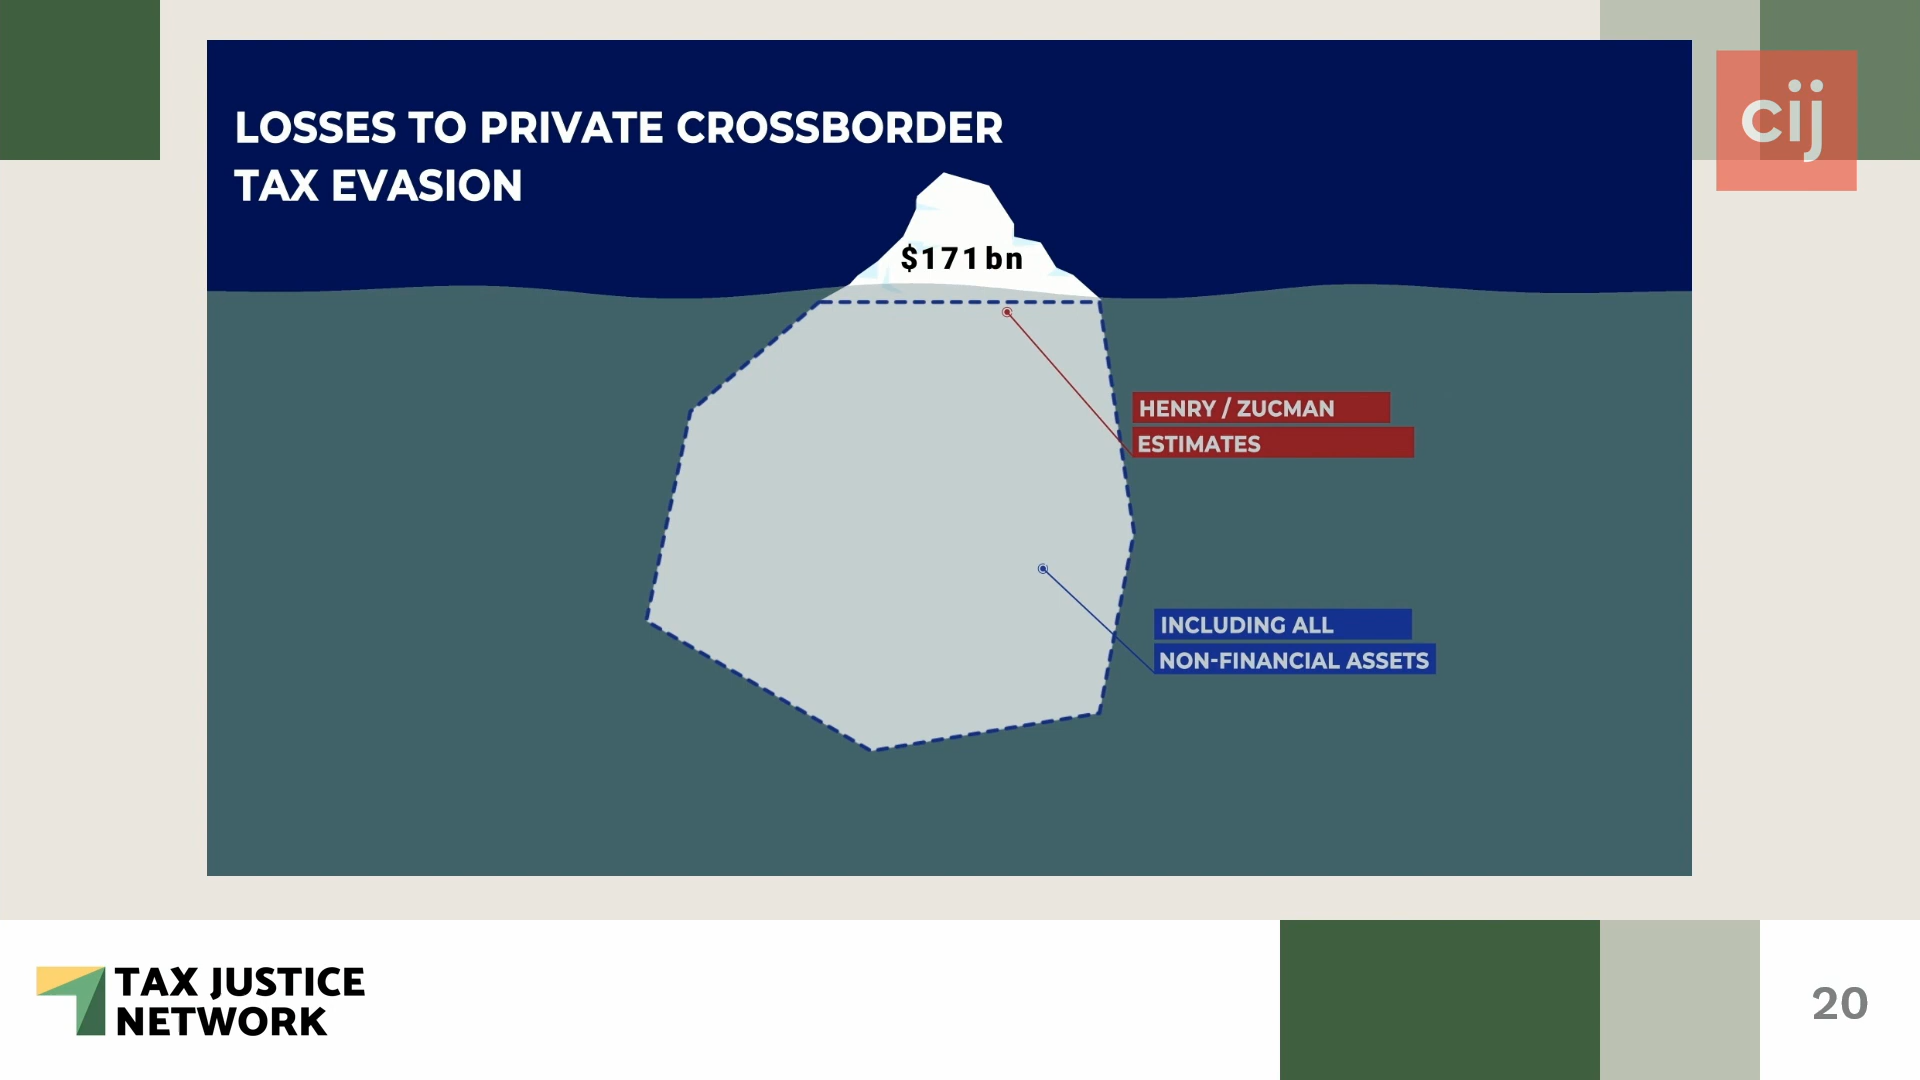 LOSSES TO PRIVATE CROSSBORDER
TAX EVASION
cij
$171bn
HENRY / ZUCMAN
ESTIMATES
INCLUDING ALL
NON-FINANCIAL ASSETS
TAX JUSTICE
NETWORK
20